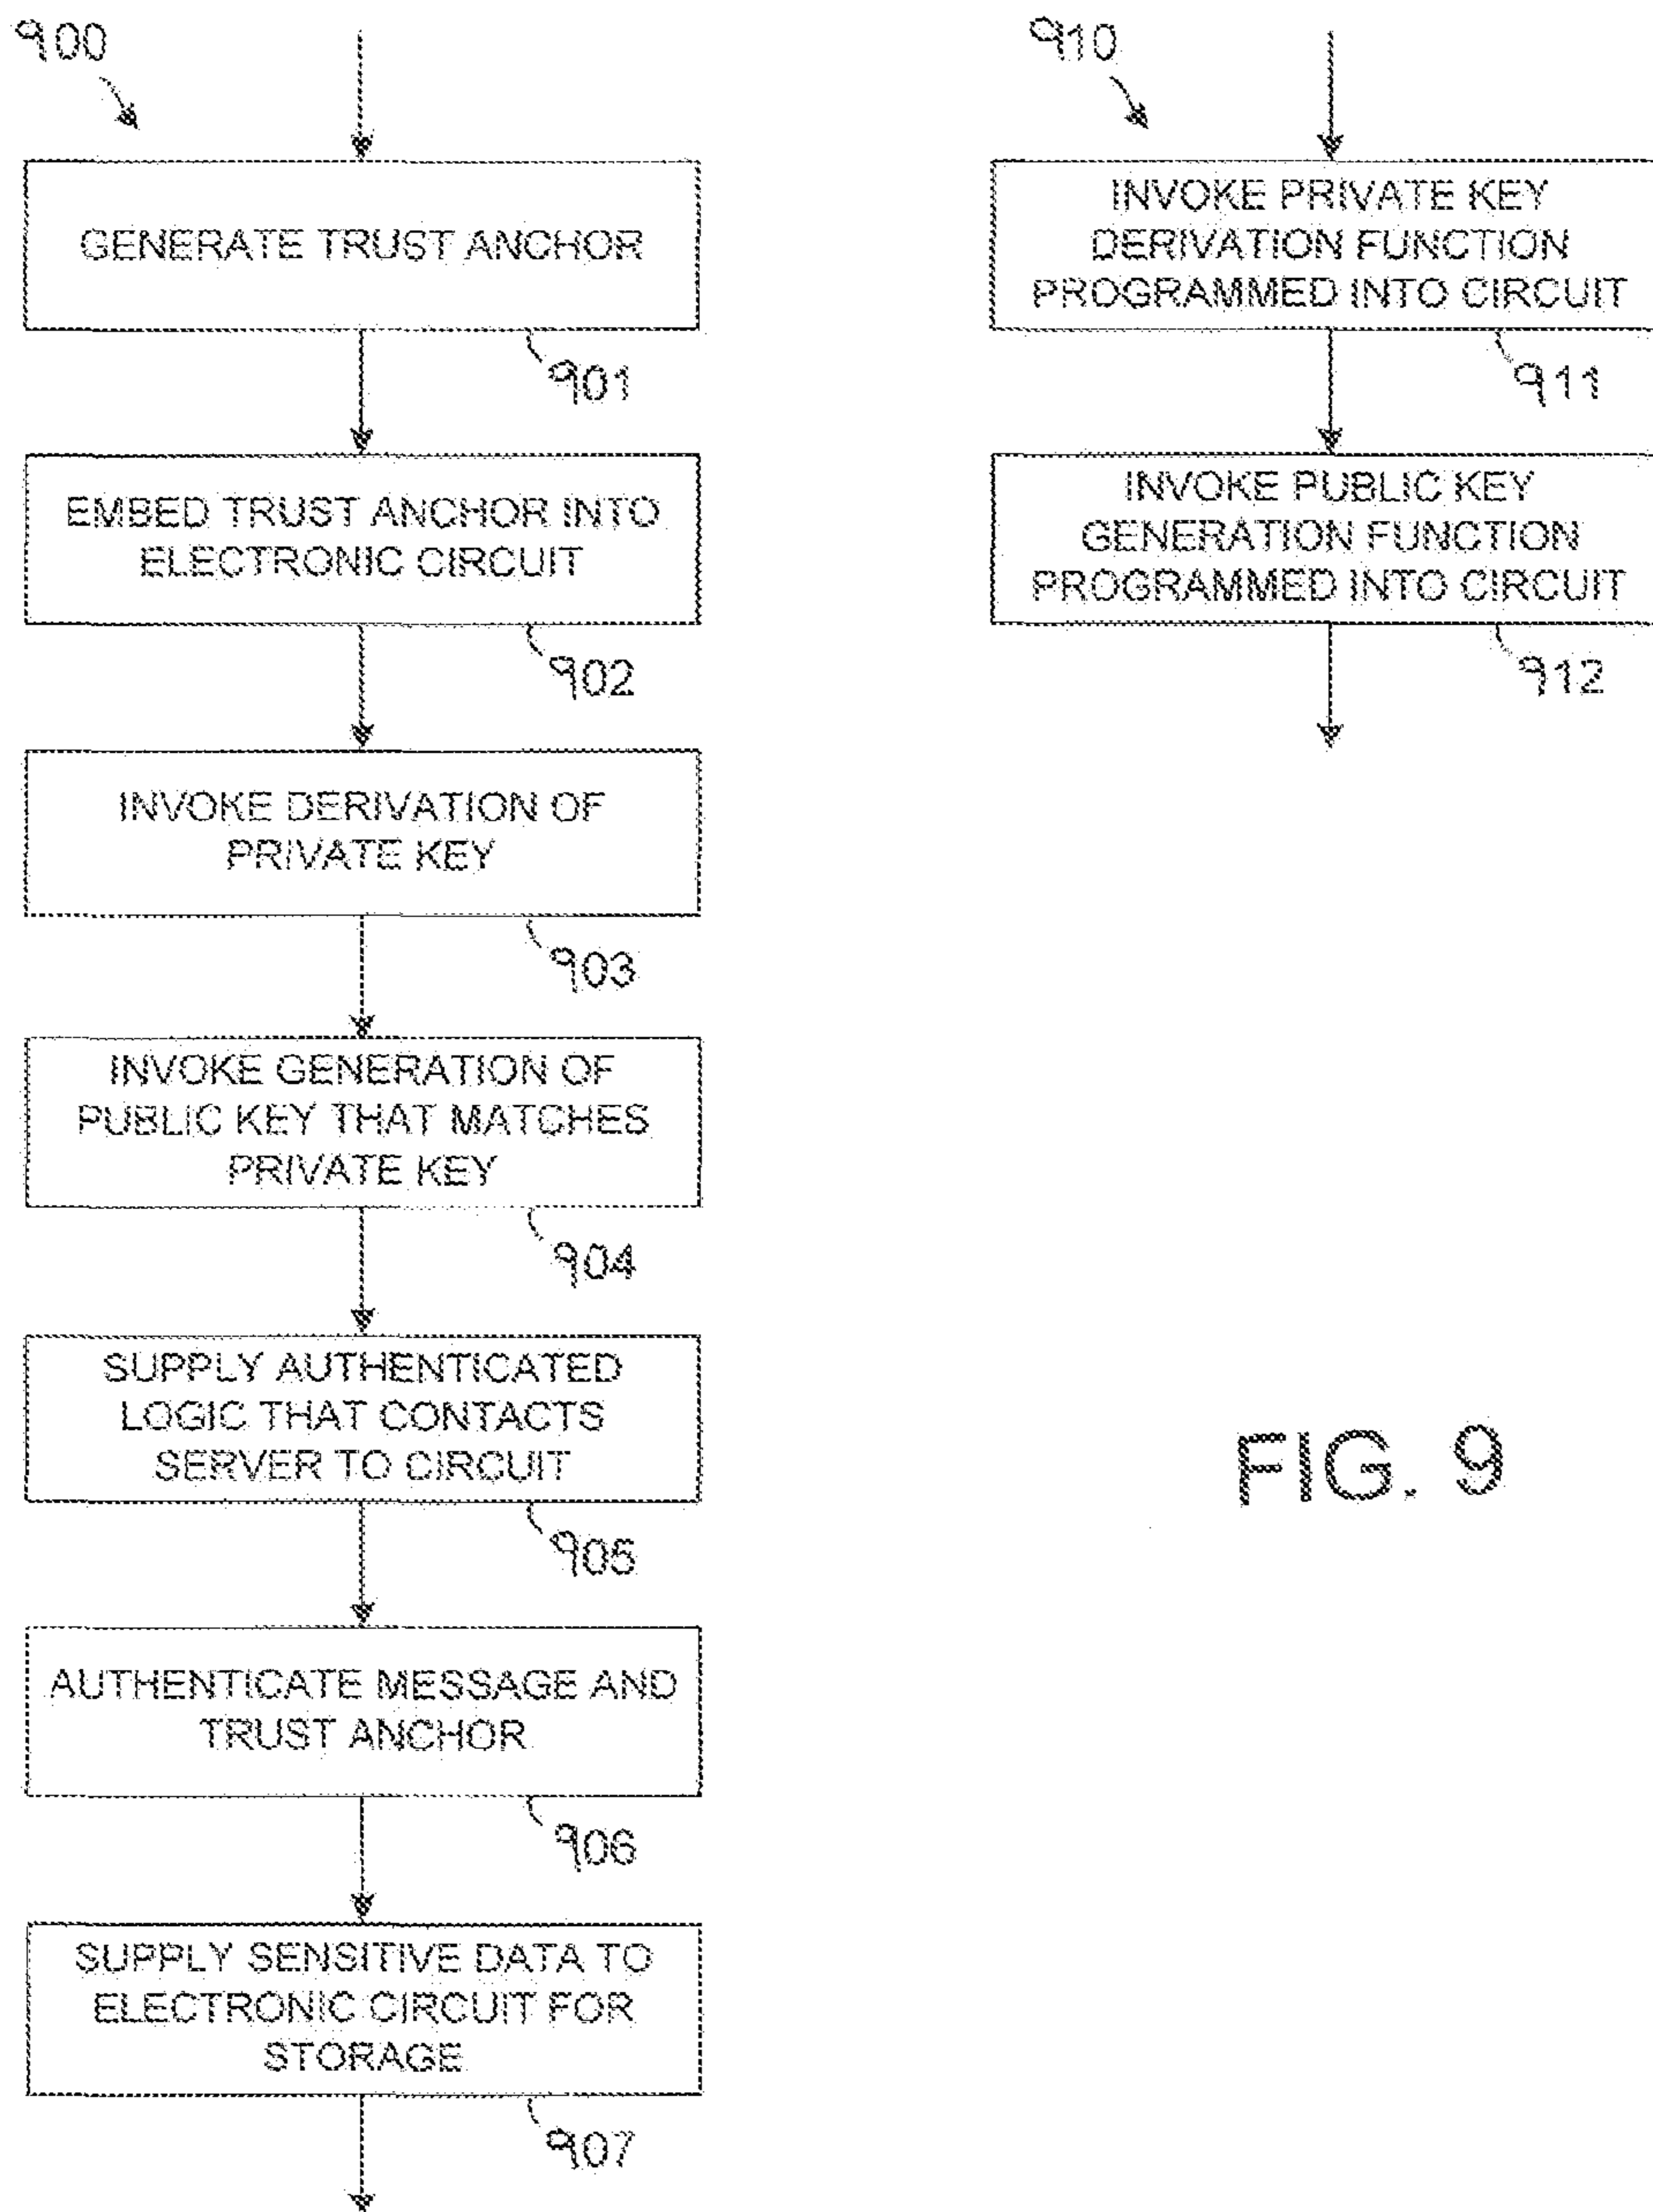 900
GENERATE TRUST ANCHOR
901
EMBED TRUST ANCHOR INTO
ELECTRONIC CIRCUIT
902
INVOKE DERIVATION OF
PRIVATE KEY
903
INVOKE GENERATION OF
PUBLIC KEY THAT MATCHES
PRIVATE KEY
904
SUPPLY AUTHENTICATED
LOGIC THAT CONTACTS
SERVER TO CIRCUIT
905
AUTHENTICATE MESSAGE AND
TRUST ANCHOR
906
SUPPLY SENSITIVE DATA TO
ELECTRONIC CIRCUIT FOR
STORAGE
907
910
INVOKE PRIVATE KEY
DERIVATION FUNCTION
PROGRAMMED INTO CIRCUIT
911
INVOKE PUBLIC KEY
GENERATION FUNCTION
PROGRAMMED INTO CIRCUIT
912
FIG. 9